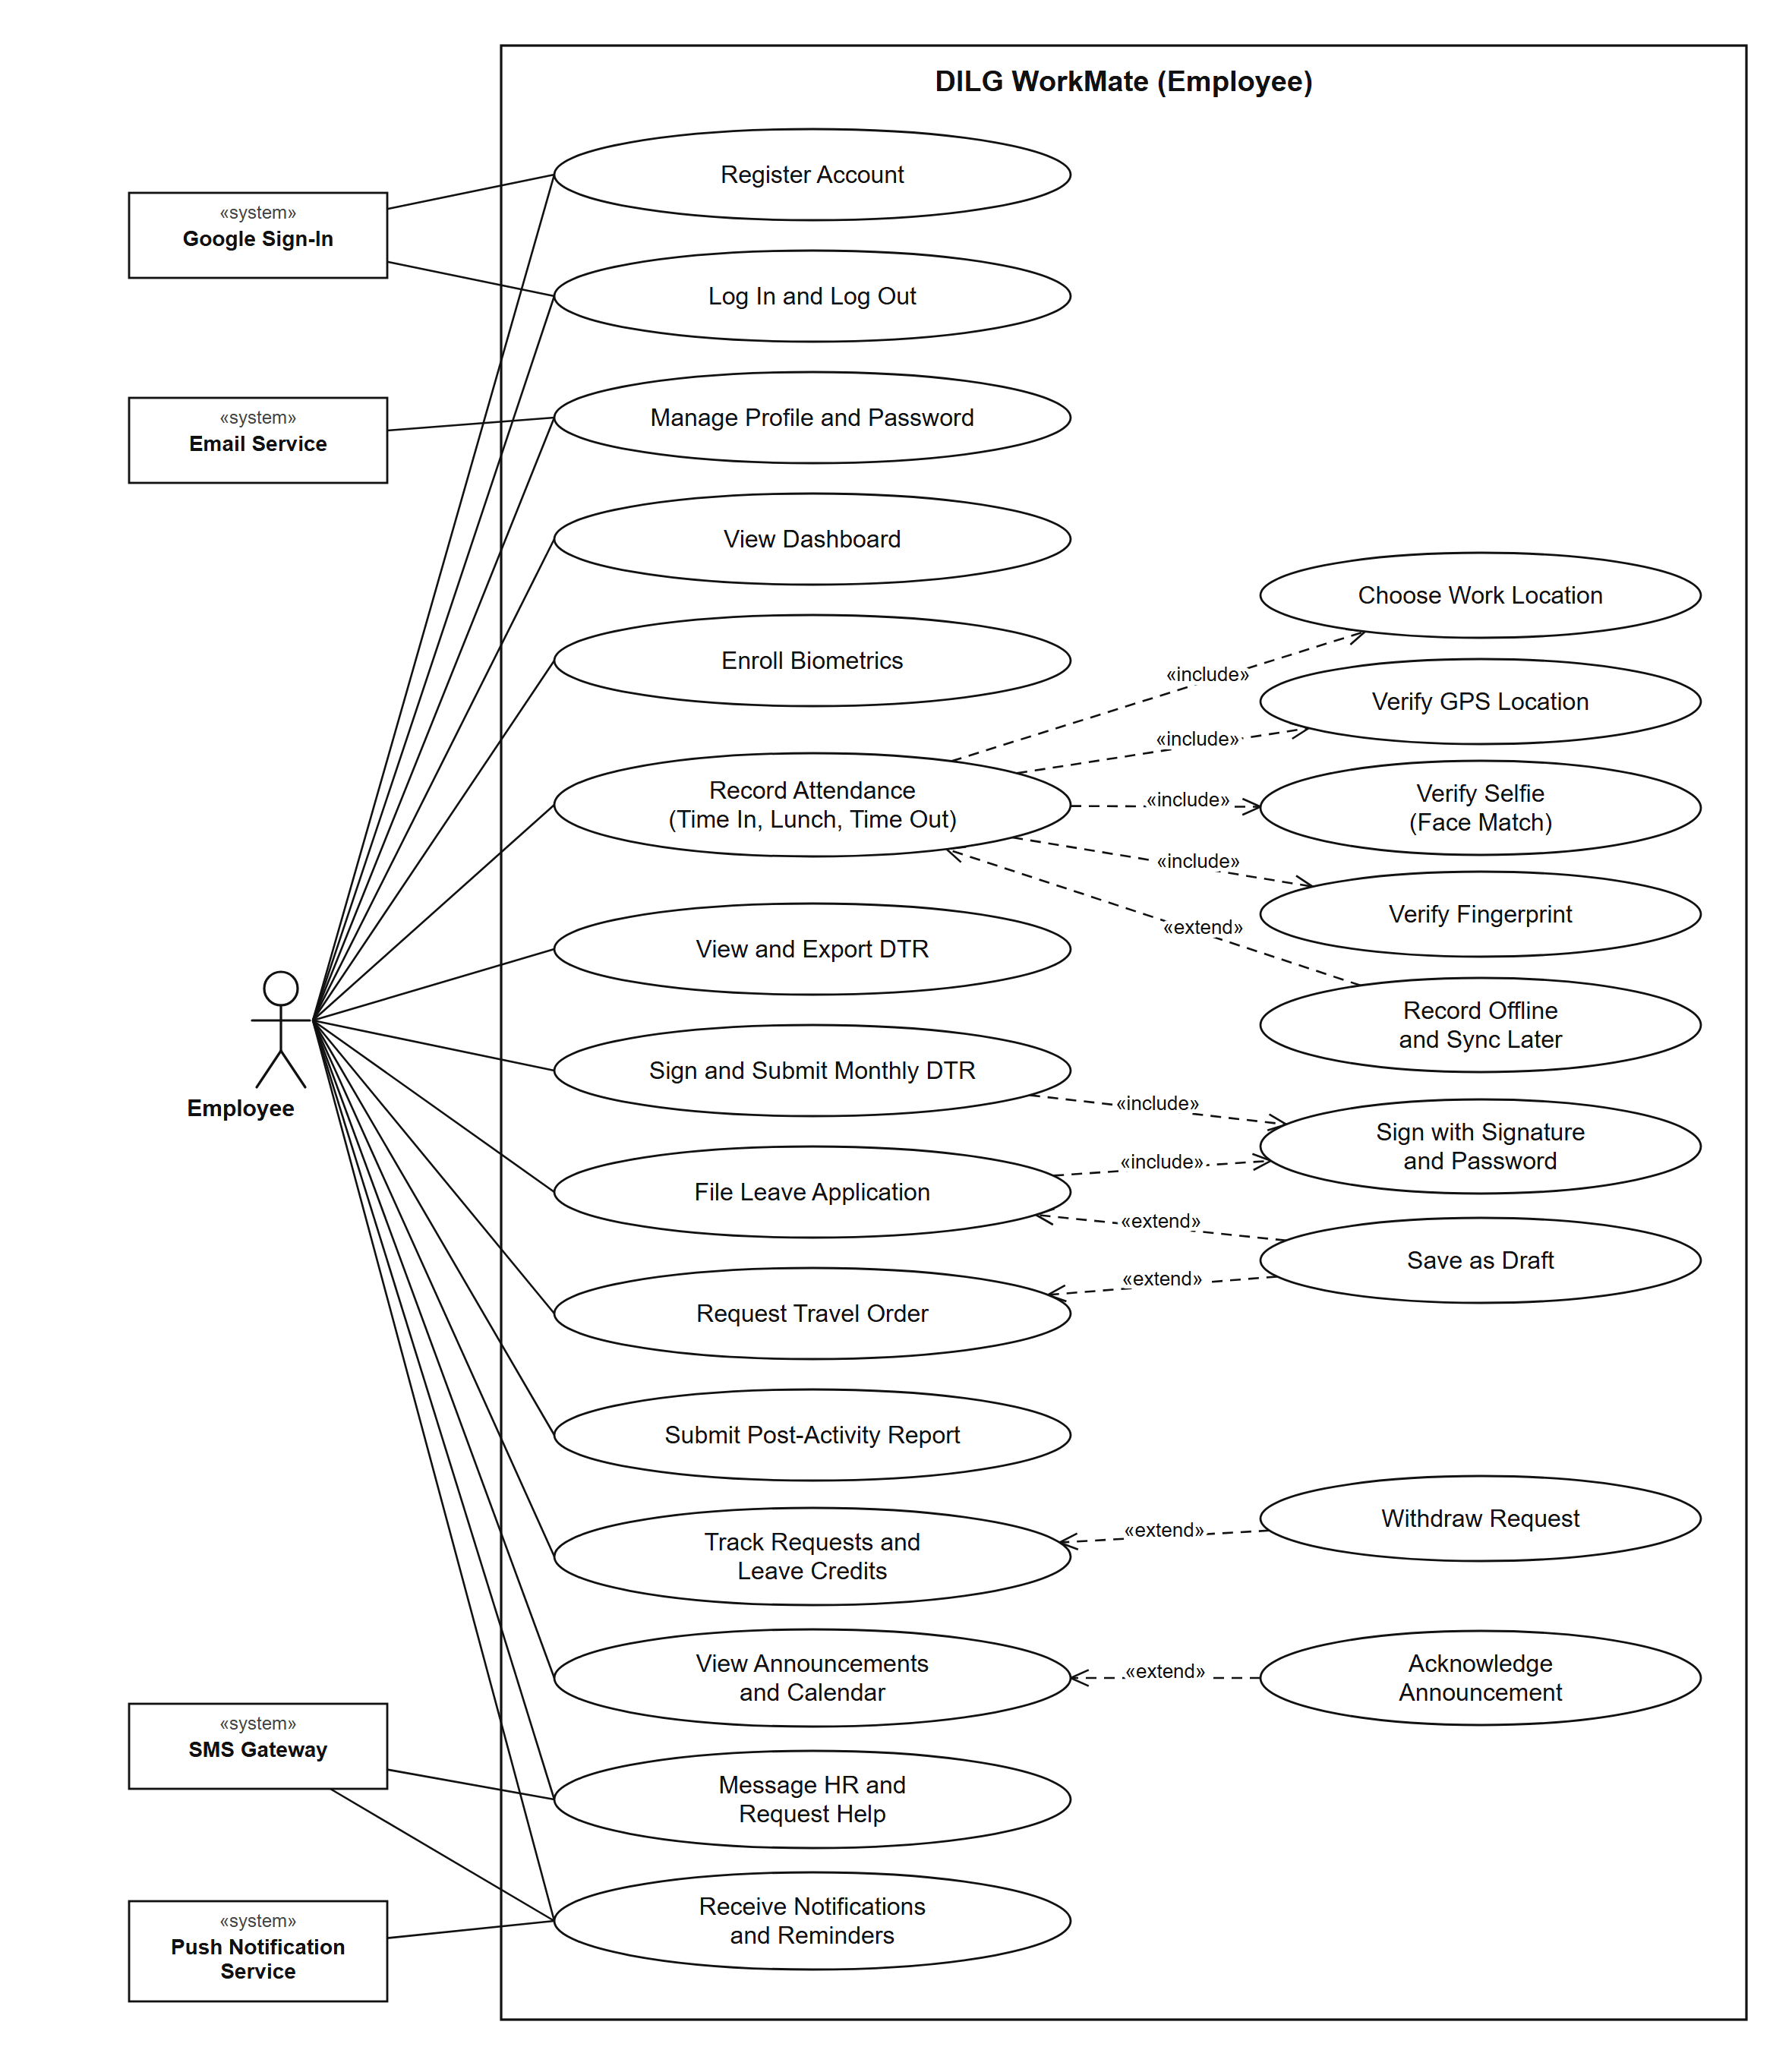 DILG WorkMate (Employee)
Register Account
«system»
Google Sign-In
Log In and Log Out
«system»
Email Service
Manage Profile and Password
View Dashboard
Choose Work Location
Enroll Biometrics
«include»
Verify GPS Location
«include»
Record Attendance
(Time In, Lunch, Time Out)
«include»
Verify Selfie
(Face Match)
«include»
Verify Fingerprint
«extend»
View and Export DTR
Record Offline
and Sync Later
Employee
Sign and Submit Monthly DTR
«include»
Sign with Signature
and Password
«include»
File Leave Application
«extend»
Save as Draft
«extend»
Request Travel Order
Submit Post-Activity Report
Withdraw Request
«extend»
Track Requests and
Leave Credits
View Announcements
and Calendar
«extend»
Acknowledge
Announcement
«system»
SMS Gateway
Message HR and
Request Help
Receive Notifications
and Reminders
«system»
Push Notification
Service